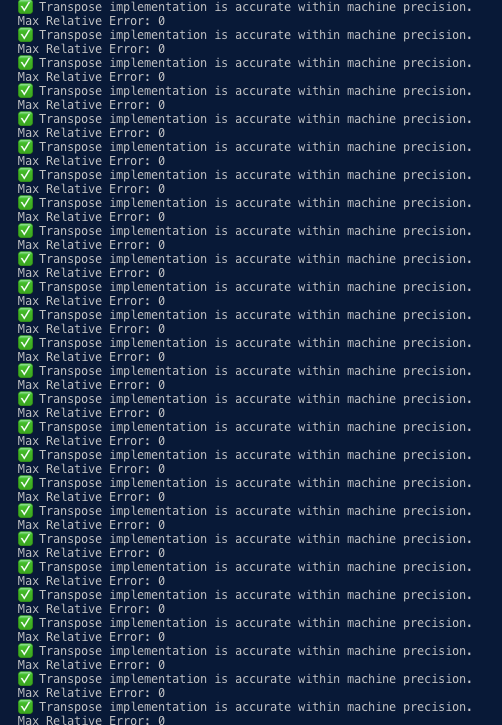 ✅ Transpose implementation is accurate within machine precision.
Max Relative Error: 0
✅ Transpose implementation is accurate within machine precision.
Max Relative Error: 0
✅ Transpose implementation is accurate within machine precision.
Max Relative Error: 0
✅ Transpose implementation is accurate within machine precision.
Max Relative Error: 0
✅ Transpose implementation is accurate within machine precision.
Max Relative Error: 0
✅ Transpose implementation is accurate within machine precision.
Max Relative Error: 0
✅ Transpose implementation is accurate within machine precision.
Max Relative Error: 0
✅ Transpose implementation is accurate within machine precision.
Max Relative Error: 0
✅ Transpose implementation is accurate within machine precision.
Max Relative Error: 0
✅ Transpose implementation is accurate within machine precision.
Max Relative Error: 0
✅ Transpose implementation is accurate within machine precision.
Max Relative Error: 0
✅ Transpose implementation is accurate within machine precision.
Max Relative Error: 0
✅ Transpose implementation is accurate within machine precision.
Max Relative Error: 0
✅ Transpose implementation is accurate within machine precision.
Max Relative Error: 0
✅ Transpose implementation is accurate within machine precision.
Max Relative Error: 0
✅ Transpose implementation is accurate within machine precision.
Max Relative Error: 0
✅ Transpose implementation is accurate within machine precision.
Max Relative Error: 0
✅ Transpose implementation is accurate within machine precision.
Max Relative Error: 0
✅ Transpose implementation is accurate within machine precision.
Max Relative Error: 0
✅ Transpose implementation is accurate within machine precision.
Max Relative Error: 0
✅ Transpose implementation is accurate within machine precision.
Max Relative Error: 0
✅ Transpose implementation is accurate within machine precision.
Max Relative Error: 0
✅ Transpose implementation is accurate within machine precision.
Max Relative Error: 0
✅ Transpose implementation is accurate within machine precision.
Max Relative Error: 0
✅ Transpose implementation is accurate within machine precision.
Max Relative Error: 0
✅ Transpose implementation is accurate within machine precision.
Max Relative Error: 0